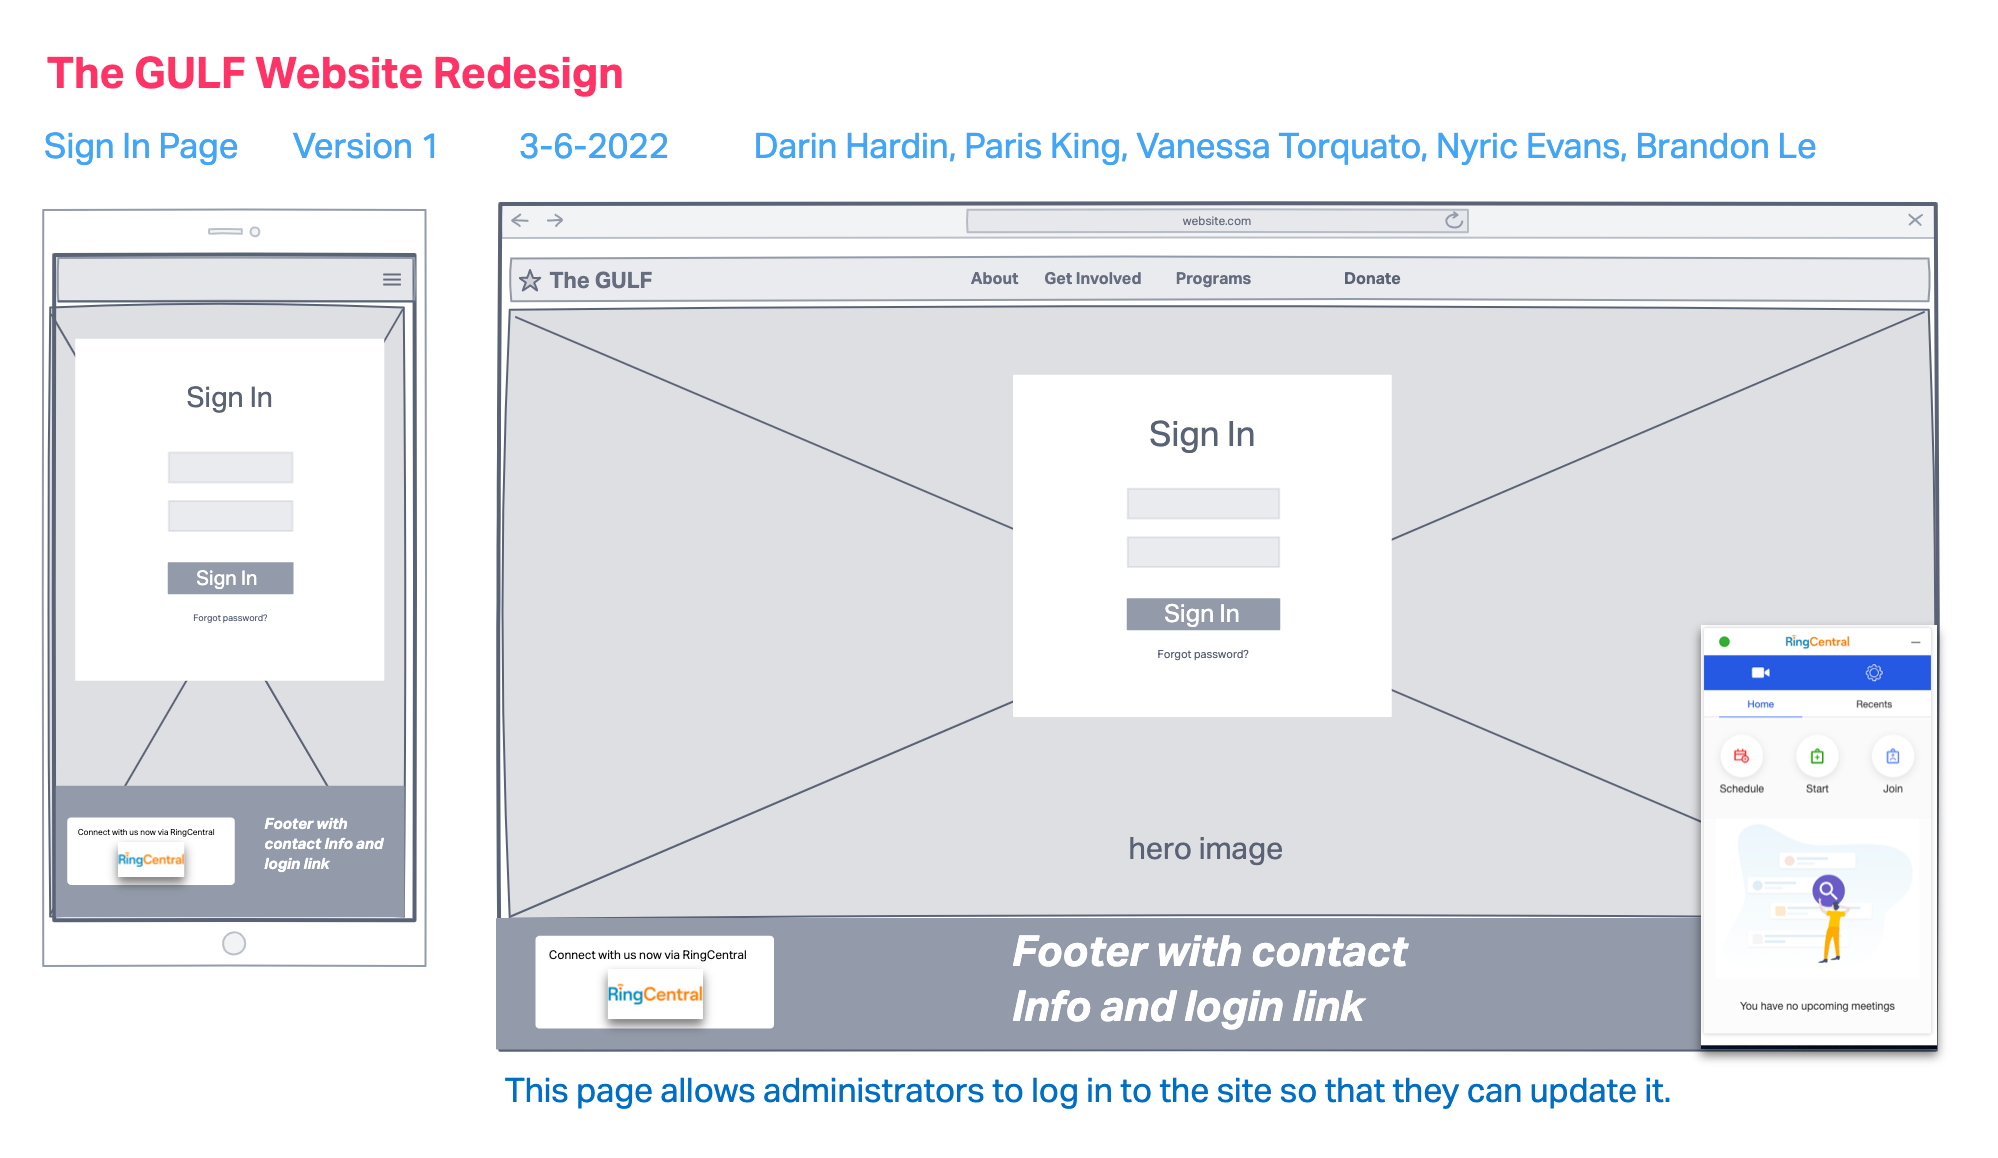 The GULF Website Redesign
Sign In Page Version 1 3-6-2022 Darin Hardin, Paris King, Vanessa Torquato, Nyric Evans, Brandon Le
Sign In
Sign In
Forgot password?
Connect with us now via RingCentral
RingCentral
Footer with
contact Info and
login link
website.com
The GULF About Get Involved Programs Donate
Sign In
Sign In
Forgot password?
hero image
Connect with us now via RingCentral
RingCentral
Footer with contact
Info and login link
RingCentral
Home Recents
Schedule Start Join
You have no upcoming meetings
This page allows administrators to log in to the site so that they can update it.